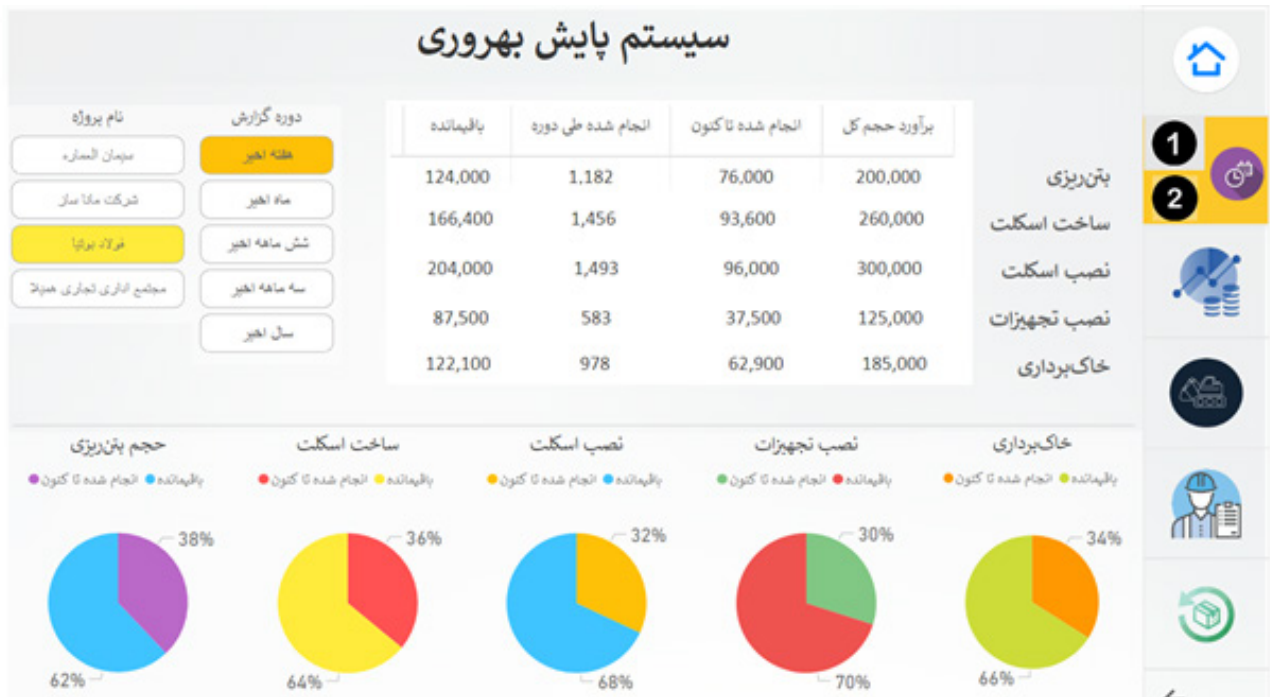 سیستم پایش بهروری
برآورد حجم کل انجام شده تا کنون انجام شده طی دوره باقیمانده
بتن‌ریزی 200,000 76,000 1,182 124,000
ساخت اسکلت 260,000 93,600 1,456 166,400
نصب اسکلت 300,000 96,000 1,493 204,000
نصب تجهیزات 125,000 37,500 583 87,500
خاک‌برداری 185,000 62,900 978 122,100
دوره گزارش
هفته اخیر
ماه اخیر
شش ماهه اخیر
سه ماهه اخیر
سال اخیر
نام پروژه
شرکت مانا ساز
مجتمع اداری تجاری همیلا
1
2
خاک‌برداری
باقیمانده انجام شده تا کنون
34%
66%
نصب تجهیزات
باقیمانده انجام شده تا کنون
30%
70%
نصب اسکلت
باقیمانده انجام شده تا کنون
32%
68%
ساخت اسکلت
باقیمانده انجام شده تا کنون
36%
64%
حجم بتن‌ریزی
باقیمانده انجام شده تا کنون
38%
62%